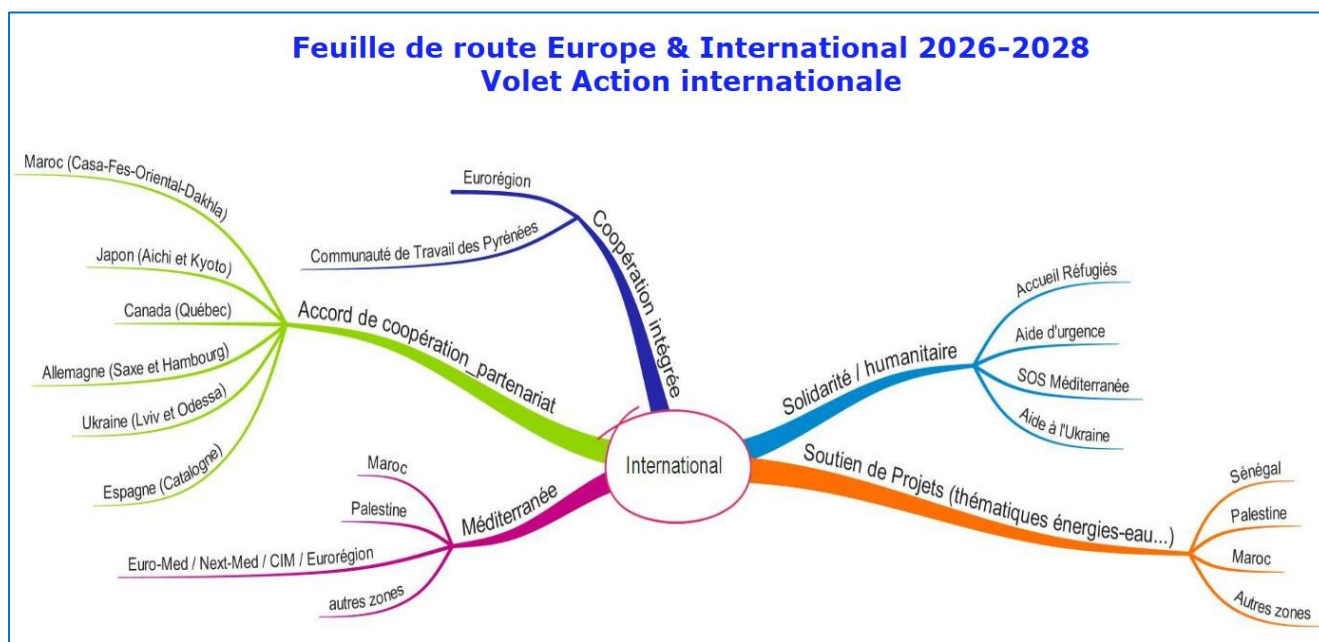 Feuille de route Europe & International 2026-2028
Volet Action internationale
Maroc (Casa-Fes-Oriental-Dakhla)
Japon (Aichi et Kyoto)
Canada (Québec)
Allemagne (Saxe et Hambourg)
Ukraine (Lviv et Odessa)
Espagne (Catalogne)
Accord de coopération_partenariat
Eurorégion
Communauté de Travail des Pyrénées
Coopération intégrée
Solidarité / humanitaire
Accueil Réfugiés
Aide d'urgence
SOS Méditerranée
Aide à l'Ukraine
International
Maroc
Palestine
Euro-Med / Next-Med / CIM / Eurorégion
autres zones
Méditerranée
Soutien de Projets (thématiques énergies-eau...)
Sénégal
Palestine
Maroc
Autres zones